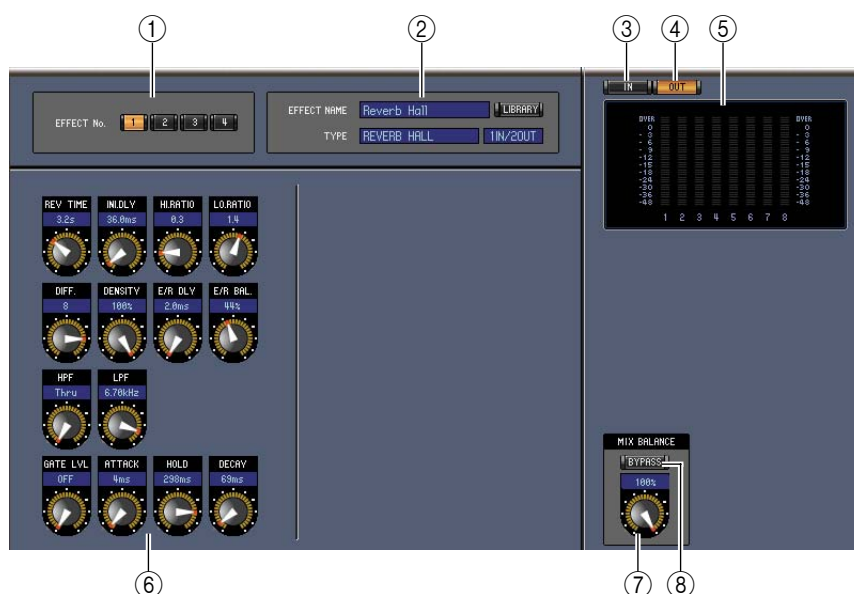 ① ② ③ ④ ⑤
IN OUT
EFFECT No. 1 2 3 4
EFFECT NAME Reverb Hall LIBRARY
TYPE REVERB HALL 1IN/2OUT
OVER OVER
0 0
- 3 - 3
- 6 - 6
- 9 - 9
-12 -12
-15 -15
-18 -18
-24 -24
-30 -30
-36 -36
-48 -48
1 2 3 4 5 6 7 8
REV TIME INI.DLY HI.RATIO LO.RATIO
3.2s 36.0ms 0.3 1.4
DIFF. DENSITY E/R DLY E/R BAL.
8 100% 2.0ms 44%
HPF LPF
Thru 6.70kHz
GATE LVL ATTACK HOLD DECAY
OFF 4ms 298ms 69ms
MIX BALANCE
BYPASS
100%
⑥ ⑦ ⑧